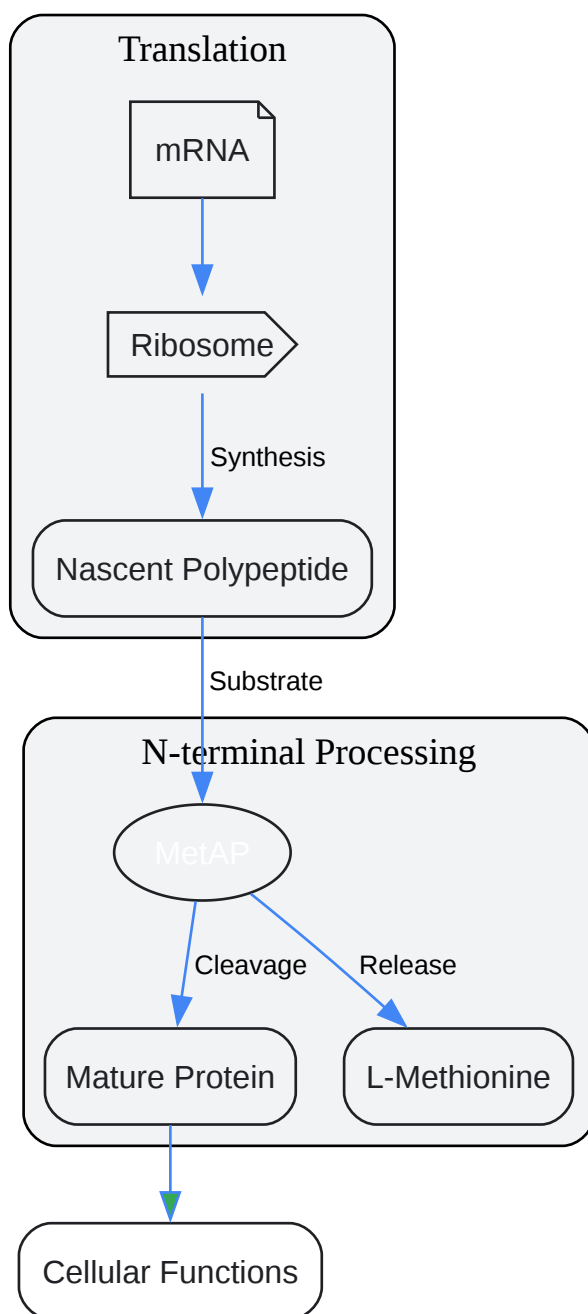 Translation
mRNA
Ribosome
Synthesis
Nascent Polypeptide
Substrate
N-terminal Processing
MetAP
Cleavage
Release
Mature Protein
L-Methionine
Cellular Functions